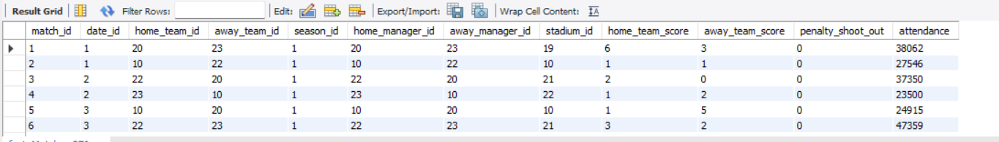 Result Grid Filter Rows: Edit: Export/Import: Wrap Cell Content: IA
match_id date_id home_team_id away_team_id season_id home_manager_id away_manager_id stadium_id home_team_score away_team_score penalty_shoot_out attendance
1 1 20 23 1 20 23 19 6 3 0 38062
2 1 10 22 1 10 22 10 1 1 0 27546
3 2 22 20 1 22 20 21 2 0 0 37350
4 2 23 10 1 23 10 22 1 2 0 23500
5 3 10 20 1 10 20 10 1 5 0 24915
6 3 22 23 1 22 23 21 3 2 0 47359